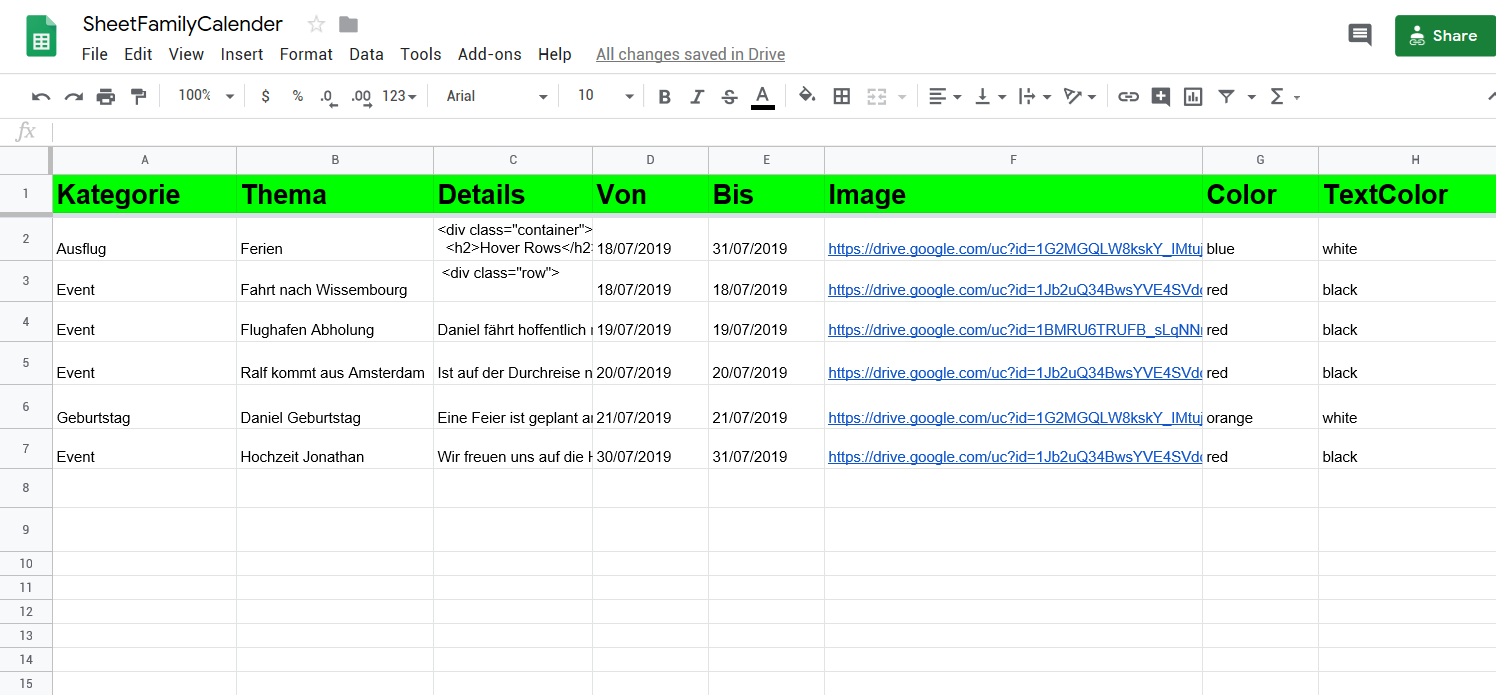 SheetFamilyCalender
File Edit View Insert Format Data Tools Add-ons Help All changes saved in Drive
Share
100% $ % .0 .00 123 Arial 10 B I S A Σ
fx
A B C D E F G H
1 Kategorie Thema Details Von Bis Image Color TextColor
<div class="container">
2 Ausflug Ferien <h2>Hover Rows</h2> 18/07/2019 31/07/2019 https://drive.google.com/uc?id=1G2MGQLW8kskY_IMtuj blue white
<div class="row">
3 Event Fahrt nach Wissembourg 18/07/2019 18/07/2019 https://drive.google.com/uc?id=1Jb2uQ34BwsYVE4SVd red black
4 Event Flughafen Abholung Daniel fährt hoffentlich 19/07/2019 19/07/2019 https://drive.google.com/uc?id=1BMRU6TRUFB_sLqNN red black
5 Event Ralf kommt aus Amsterdam Ist auf der Durchreise n 20/07/2019 20/07/2019 https://drive.google.com/uc?id=1Jb2uQ34BwsYVE4SVd red black
6 Geburtstag Daniel Geburtstag Eine Feier ist geplant a 21/07/2019 21/07/2019 https://drive.google.com/uc?id=1G2MGQLW8kskY_IMtuj orange white
7 Event Hochzeit Jonathan Wir freuen uns auf die H 30/07/2019 31/07/2019 https://drive.google.com/uc?id=1Jb2uQ34BwsYVE4SVd red black
8
9
10
11
12
13
14
15